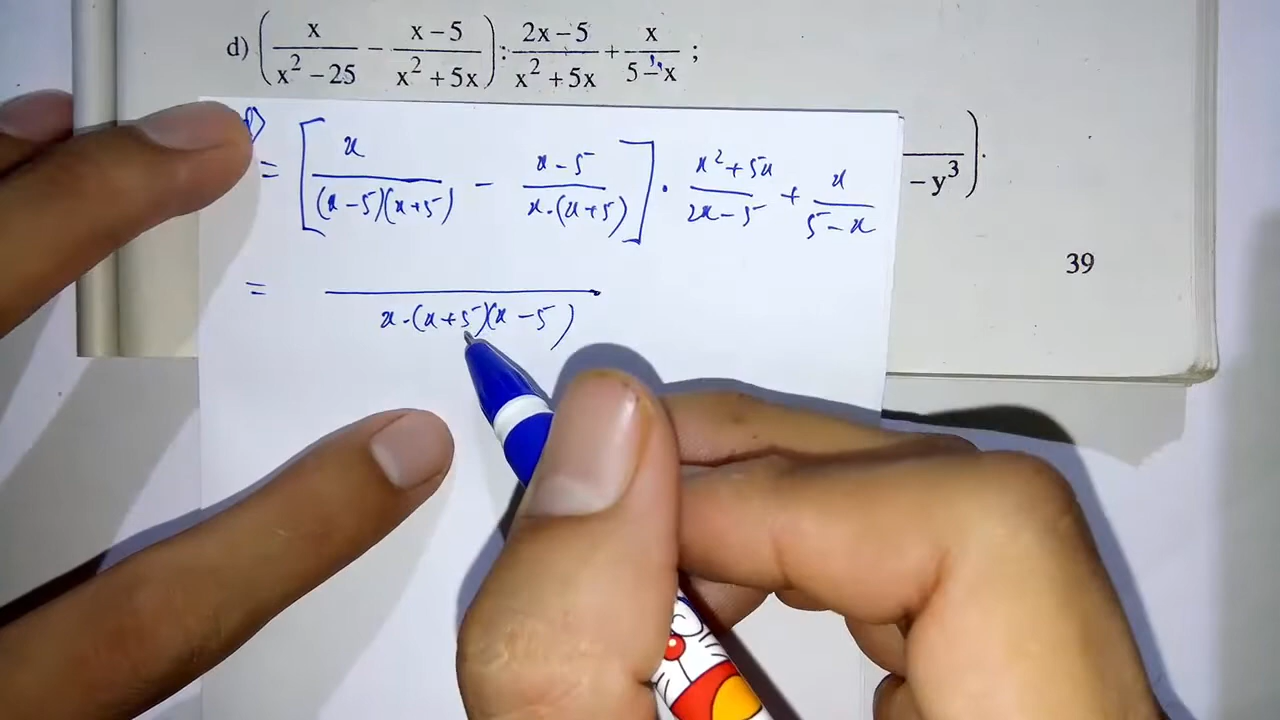 d) (x/(x² − 25) − (x − 5)/(x² + 5x)) : (2x − 5)/(x² + 5x) + x/(5 − x) ;
d)
= [x/((x−5)(x+5)) − (x−5)/(x.(x+5))] . (x² + 5x)/(2x−5) + x/(5−x)
−y³).
= x.(x+5)(x−5)
39